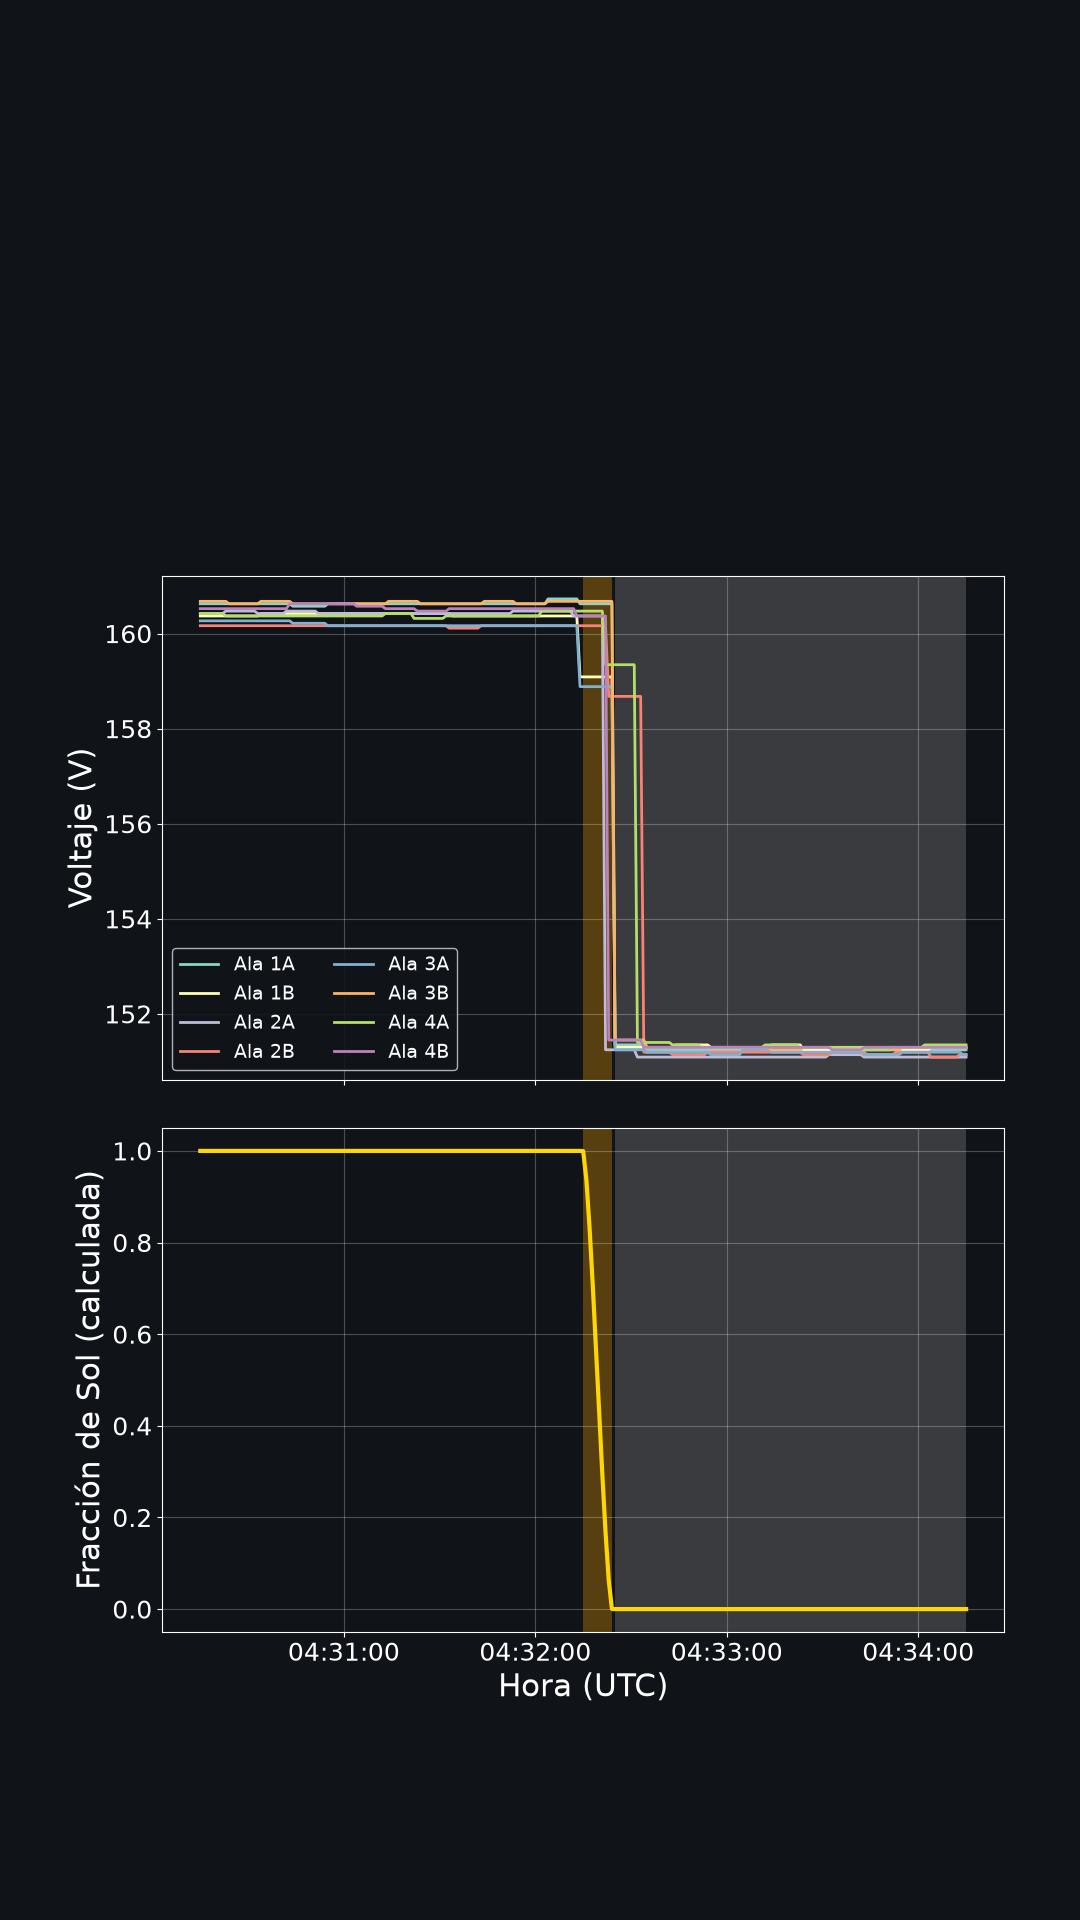 160
158
156
154
152
Voltaje (V)
Ala 1A
Ala 1B
Ala 2A
Ala 2B
Ala 3A
Ala 3B
Ala 4A
Ala 4B
1.0
0.8
0.6
0.4
0.2
0.0
Fracción de Sol (calculada)
04:31:00 04:32:00 04:33:00 04:34:00
Hora (UTC)